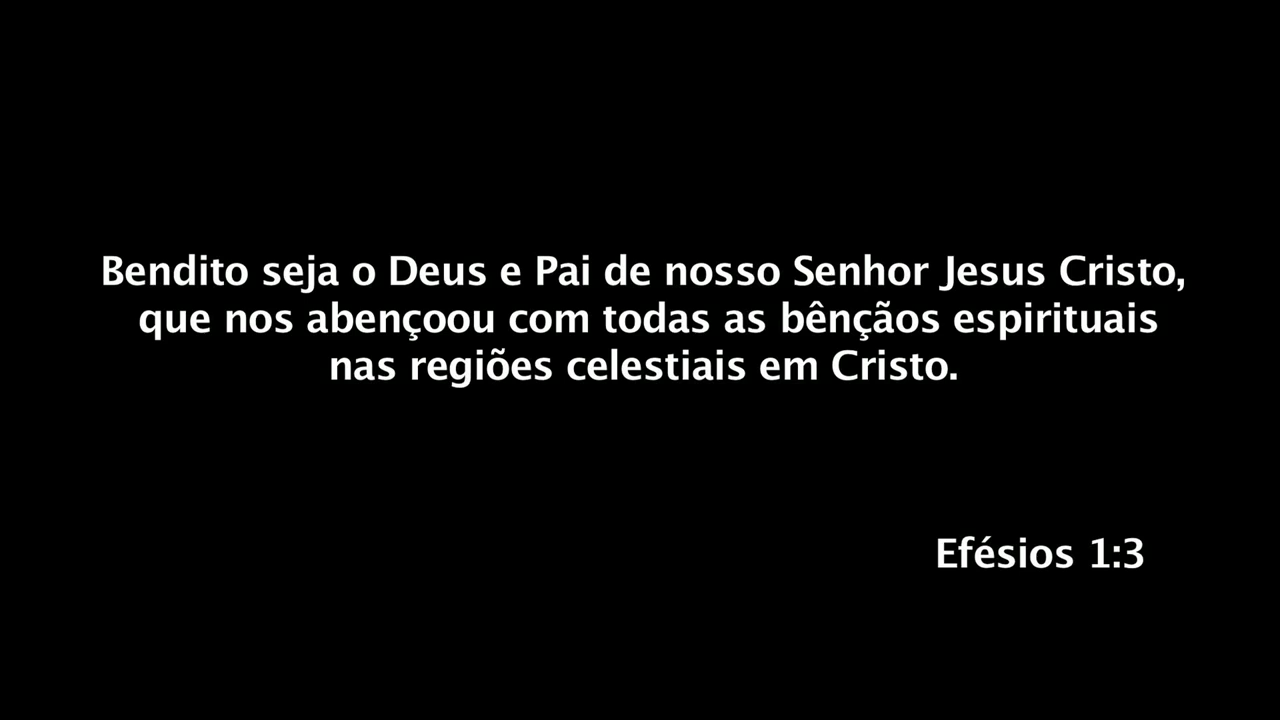 Bendito seja o Deus e Pai de nosso Senhor Jesus Cristo,
que nos abençoou com todas as bênçãos espirituais
nas regiões celestiais em Cristo.
Efésios 1:3